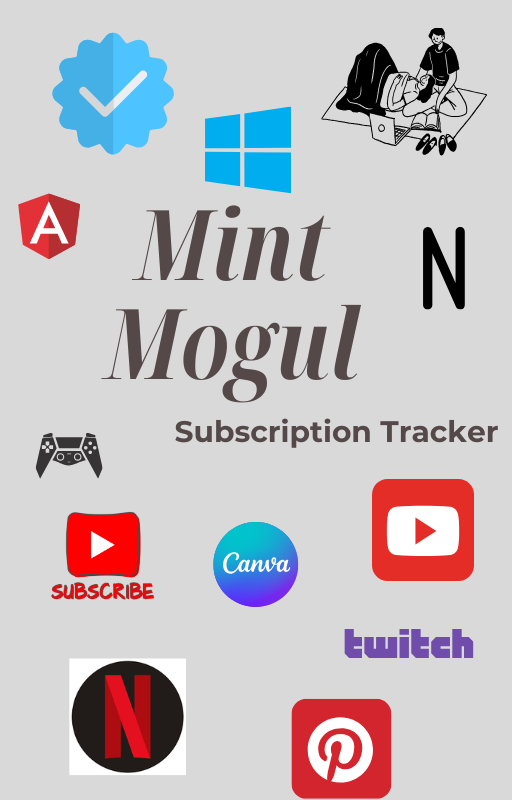 A
Mint
N
Mogul
Subscription Tracker
SUBSCRIBE
Canva
twitch
N